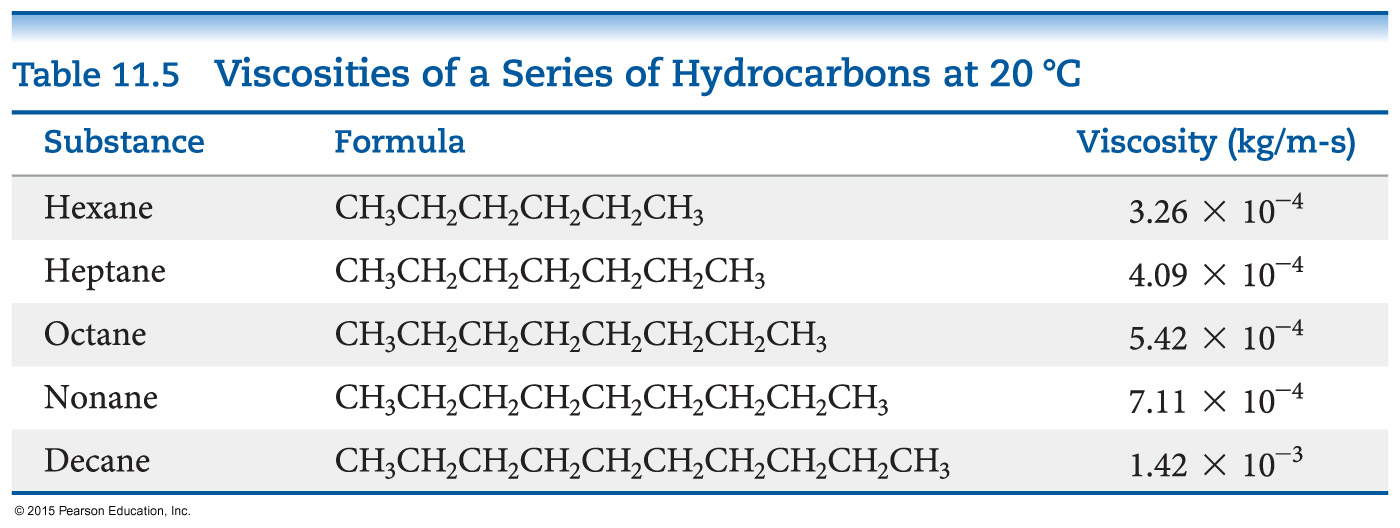 Table 11.5 Viscosities of a Series of Hydrocarbons at 20 °C
Substance Formula Viscosity (kg/m-s)
Hexane CH₃CH₂CH₂CH₂CH₂CH₃ 3.26 × 10⁻⁴
Heptane CH₃CH₂CH₂CH₂CH₂CH₂CH₃ 4.09 × 10⁻⁴
Octane CH₃CH₂CH₂CH₂CH₂CH₂CH₂CH₃ 5.42 × 10⁻⁴
Nonane CH₃CH₂CH₂CH₂CH₂CH₂CH₂CH₂CH₃ 7.11 × 10⁻⁴
Decane CH₃CH₂CH₂CH₂CH₂CH₂CH₂CH₂CH₂CH₃ 1.42 × 10⁻³
© 2015 Pearson Education, Inc.